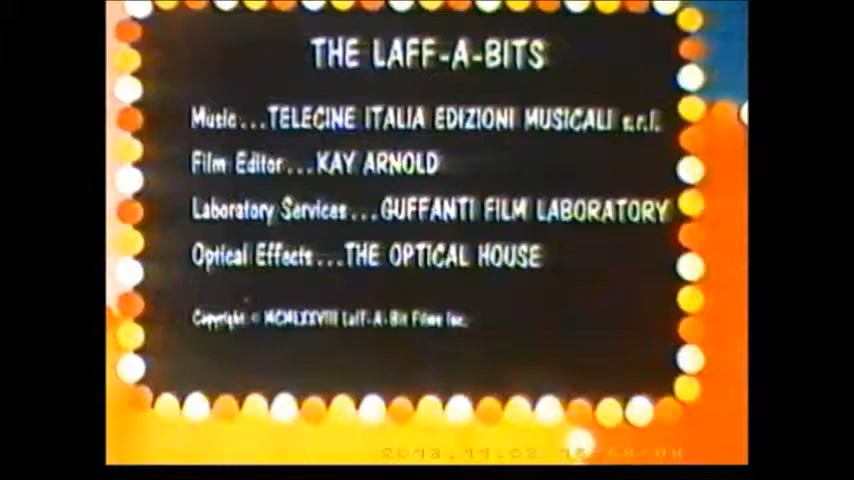 THE LAFF-A-BITS
Music...TELECINE ITALIA EDIZIONI MUSICALI s.r.l.
Film Editor...KAY ARNOLD
Laboratory Services...GUFFANTI FILM LABORATORY
Optical Effects...THE OPTICAL HOUSE
Copyright © MCMLXXVIII Laff-A-Bit Films Inc.